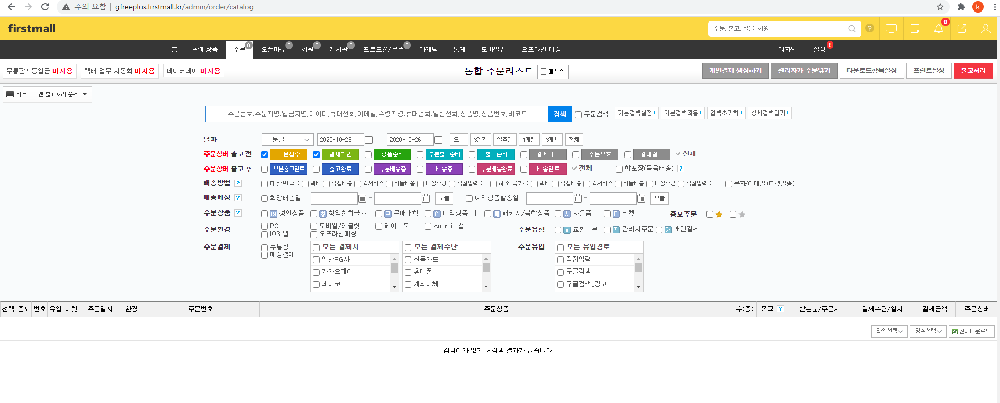 주의 요함 gfreeplus.firstmall.kr/admin/order/catalog k
firstmall 주문, 출고, 실물, 회원 ? 0
홈 판매상품 주문 0 오픈마켓 0 회원 0 게시판 0 프로모션/쿠폰 0 마케팅 통계 모바일앱 오프라인 매장 디자인 설정 !
무통장자동입금 미사용 택배 업무 자동화 미사용 네이버페이 미사용 통합 주문리스트 매뉴얼 개인결제 생성하기 관리자가 주문넣기 다운로드항목설정 프린트설정 출고처리
바코드 스캔 출고처리 순서
주문번호,주문자명,입금자명,아이디,휴대전화,이메일,수령자명,휴대전화,일반전화,상품명,상품번호,바코드 검색 부분검색 기본검색설정 기본검색적용 검색초기화 상세검색닫기
날짜 주문일 2020-10-26 - 2020-10-26 오늘 3일간 일주일 1개월 3개월 전체
주문상태 출고 전 주문접수 결제확인 상품준비 부분출고준비 출고준비 결제취소 주문무효 결제실패 전체
주문상태 출고 후 부분출고완료 출고완료 부분배송중 배송중 부분배송완료 배송완료 전체 | 합포장(묶음배송) ?
배송방법 ? 대한민국 ( 택배 직접배송 퀵서비스 화물배송 매장수령 직접입력 ) 해외국가 ( 택배 직접배송 퀵서비스 화물배송 매장수령 직접입력 ) | 문자/이메일 (티켓발송)
배송예정 ? 희망배송일 - 오늘 예약상품발송일 - 오늘
주문상품 ? 19 성인상품 청 청약철회불가 구 구매대행 예 예약상품 | 패 패키지/복합상품 사 사은품 티 티켓 중요주문
주문환경 PC 모바일/테블릿 페이스북 Android 앱 주문유형 교 교환주문 관 관리자주문 개 개인결제
iOS 앱 오프라인매장
주문결제 무통장 모든 결제사 모든 결제수단 주문유입 모든 유입경로
매장결제 일반PG사 신용카드 직접입력
카카오페이 휴대폰 구글검색
페이코 계좌이체 구글검색_광고
선택 중요 번호 유입 마켓 주문일시 환경 주문번호 주문상품 수(종) 출고 ? 받는분/주문자 결제수단/일시 결제금액 주문상태
타입선택 양식선택 전체다운로드
검색어가 없거나 검색 결과가 없습니다.